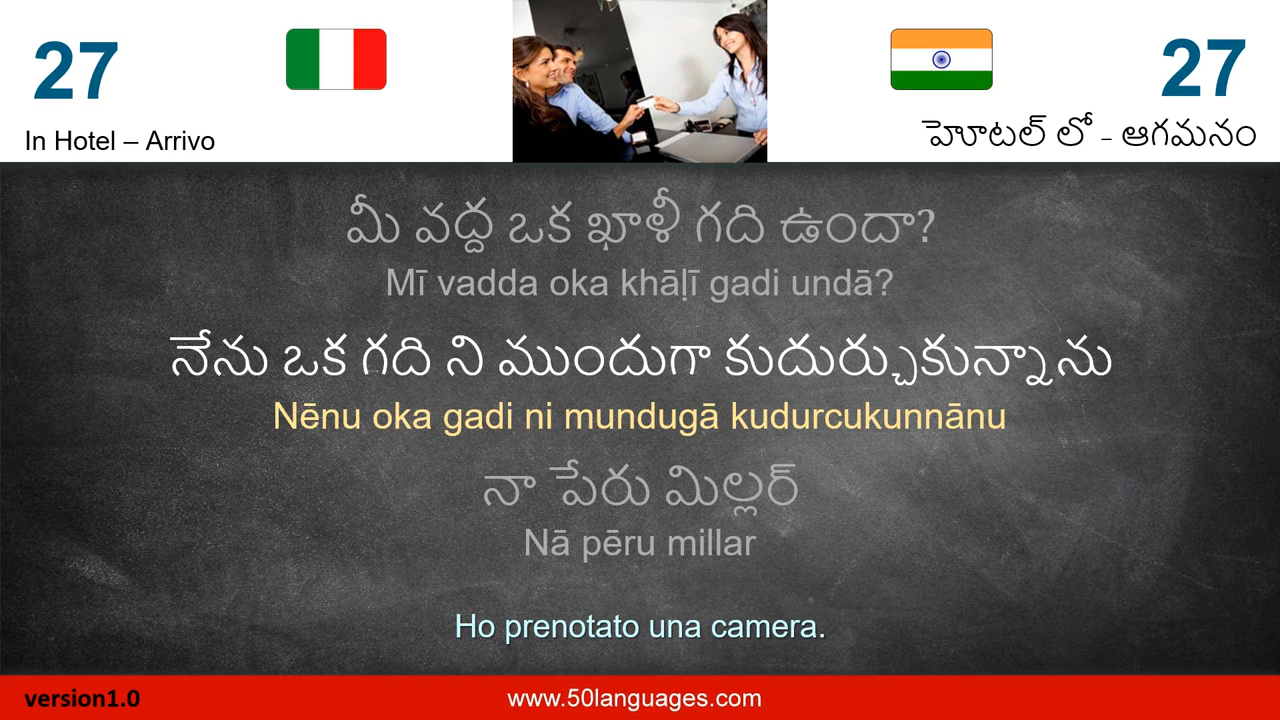 27
27
In Hotel – Arrivo
హెూటల్ లో - ఆగమనం
మీ వద్ద ఒక ఖాళీ గది ఉందా?
Mī vadda oka khāḷī gadi undā?
నేను ఒక గది ని ముందుగా కుదుర్చుకున్నాను
Nēnu oka gadi ni mundugā kudurcukunnānu
నా పేరు మిల్లర్
Nā pēru millar
Ho prenotato una camera.
version1.0
www.50languages.com